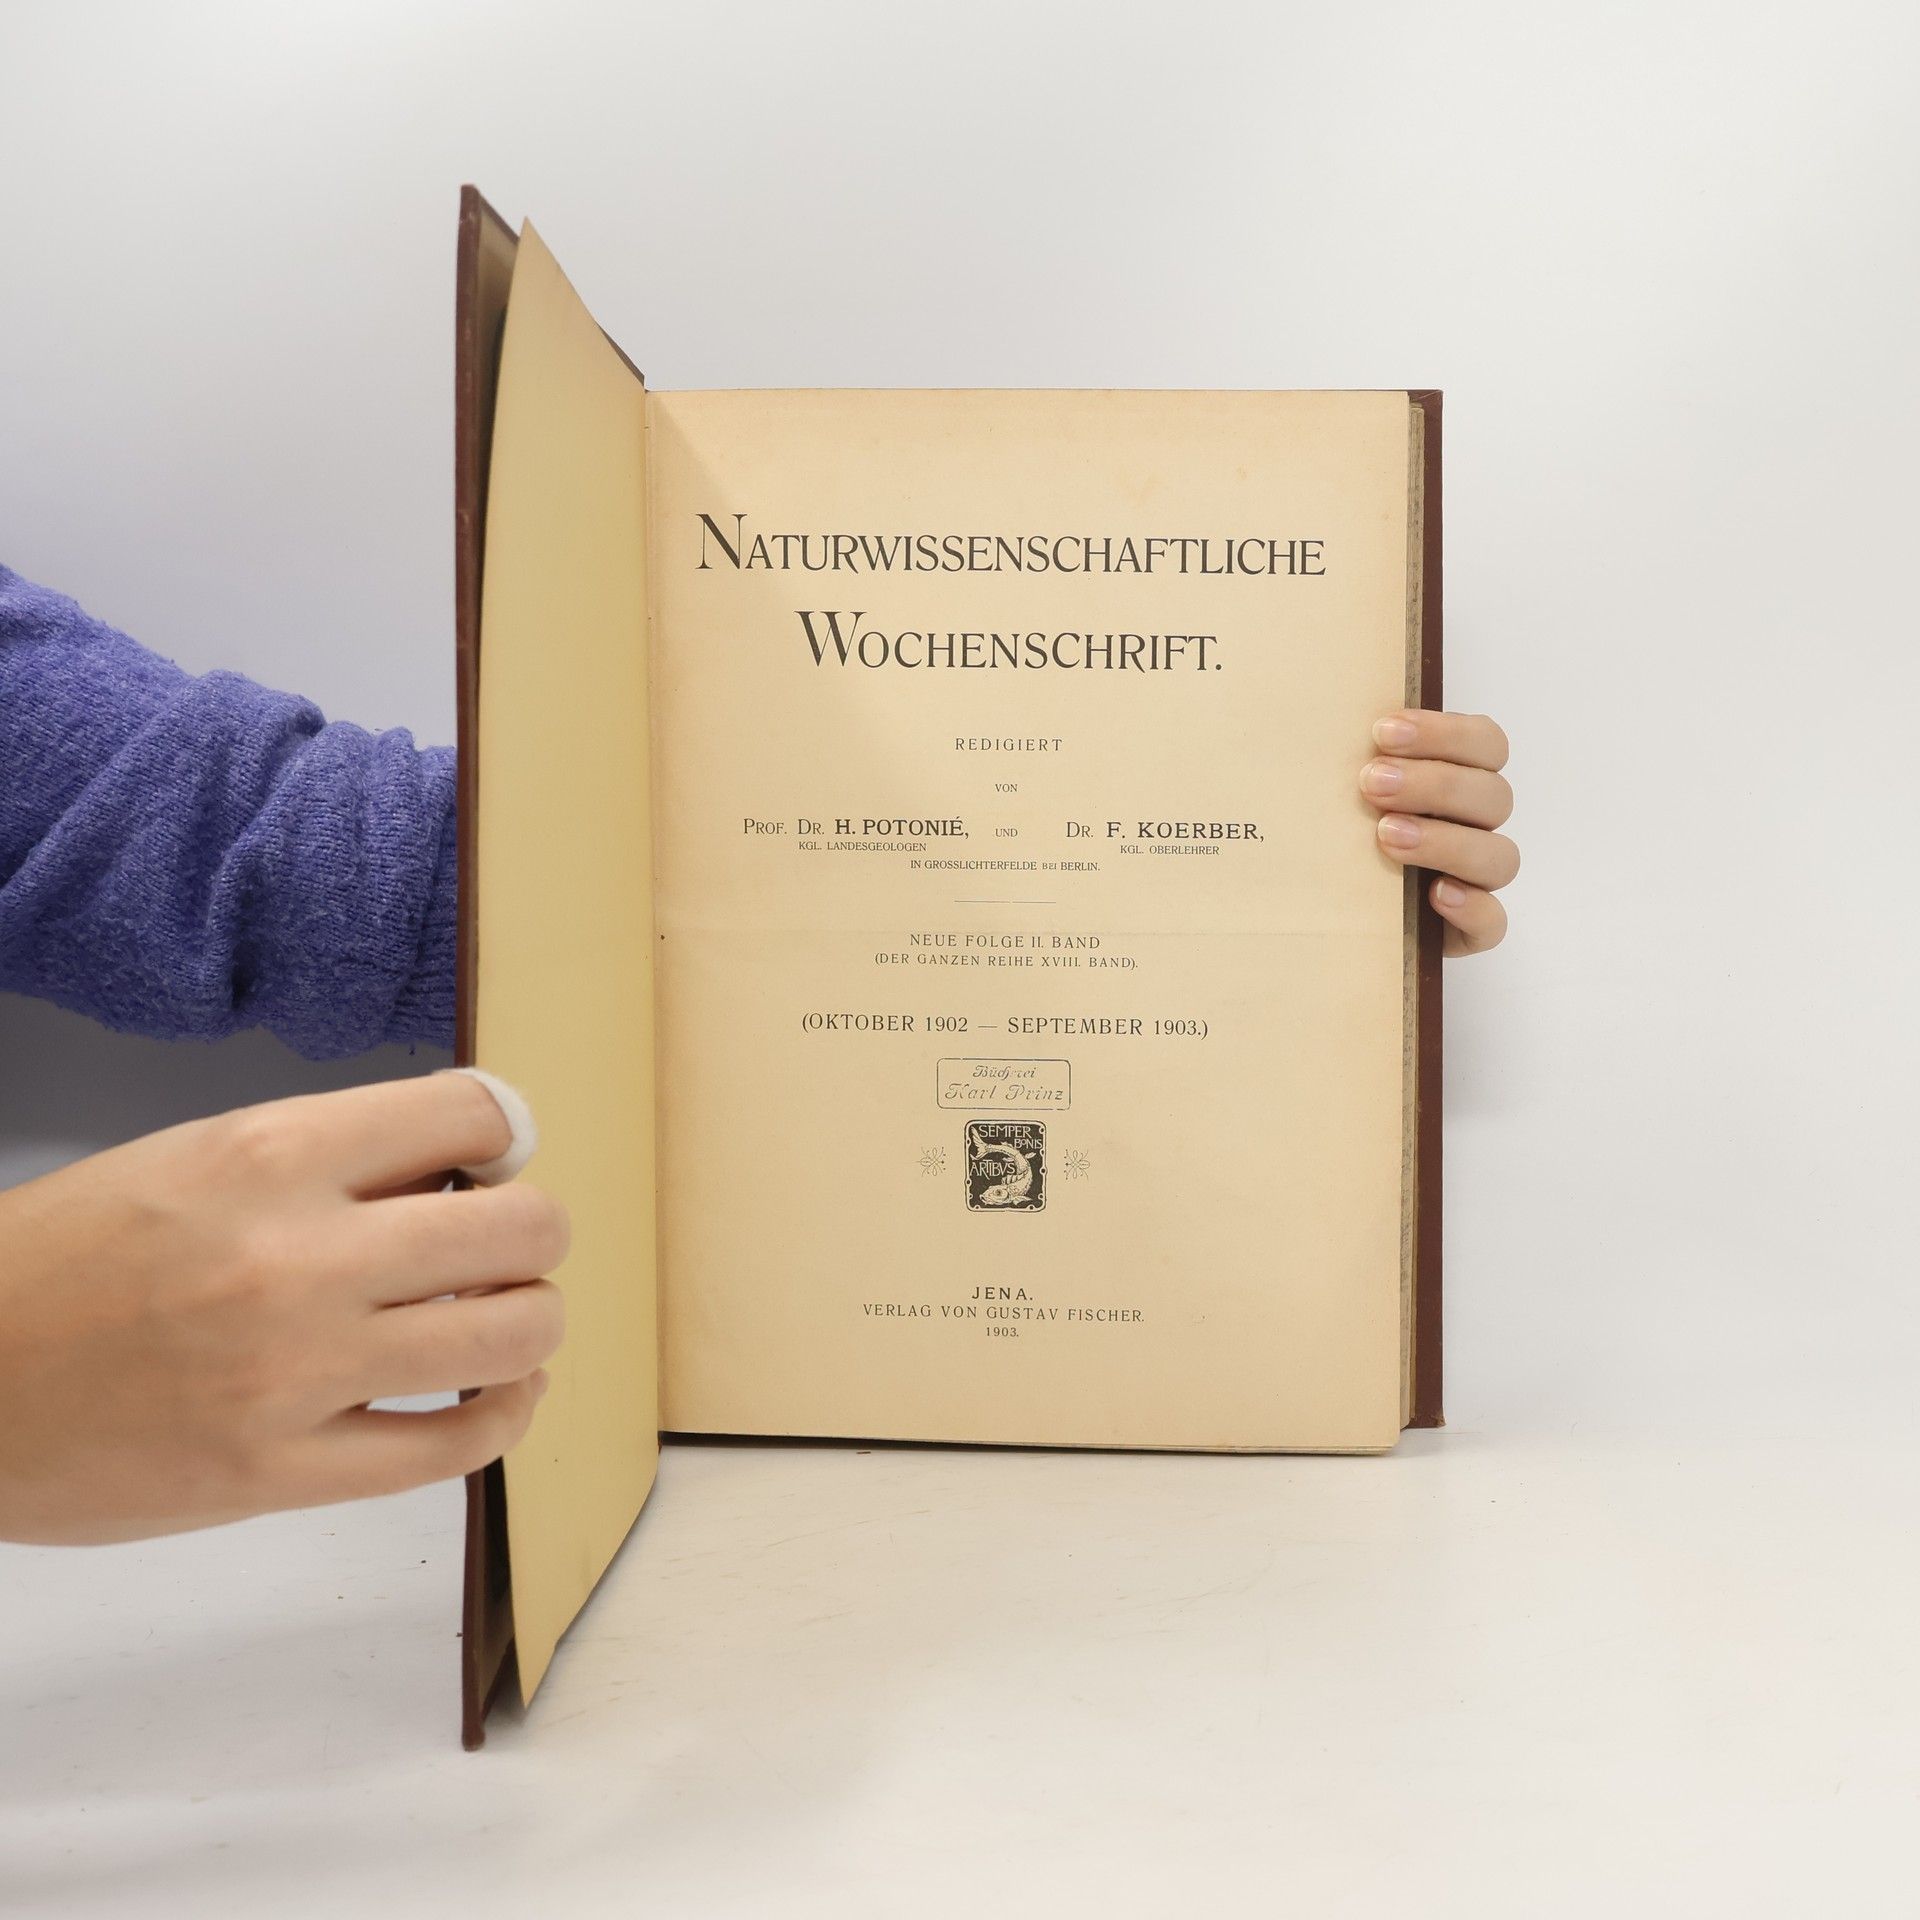 NATURWISSENSCHAFTLICHE
WOCHENSCHRIFT.
REDIGIERT
VON
PROF. DR. H. POTONIÉ, UND DR. F. KOERBER,
KGL. LANDESGEOLOGEN KGL. OBERLEHRER
IN GROSSLICHTERFELDE BEI BERLIN.
NEUE FOLGE II. BAND
(DER GANZEN REIHE XVIII. BAND).
(OKTOBER 1902 — SEPTEMBER 1903.)
Bücherei
Karl Prinz
SEMPER
BONIS
ARTIBVS
JENA.
VERLAG VON GUSTAV FISCHER.
1903.